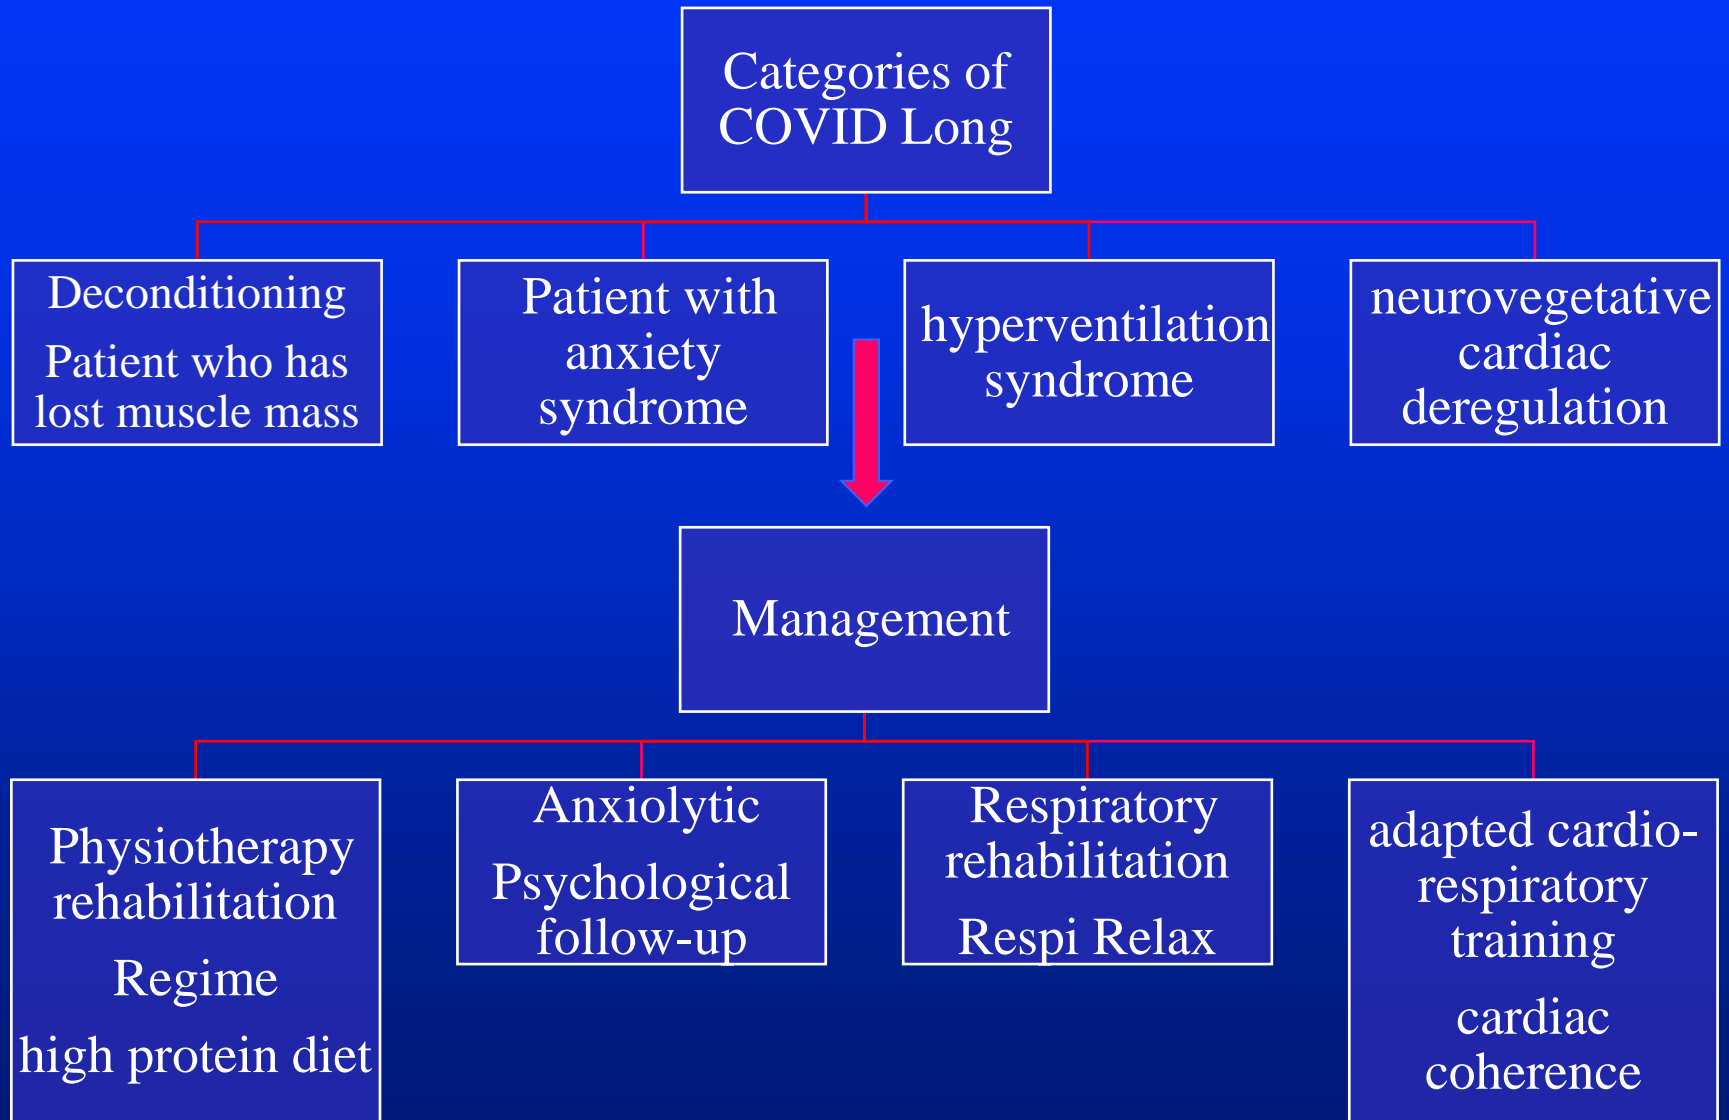 Categories of
COVID Long
Deconditioning
Patient who has
lost muscle mass
Patient with
anxiety
syndrome
hyperventilation
syndrome
neurovegetative
cardiac
deregulation
Management
Physiotherapy
rehabilitation
Regime
high protein diet
Anxiolytic
Psychological
follow-up
Respiratory
rehabilitation
Respi Relax
adapted cardio-
respiratory
training
cardiac
coherence